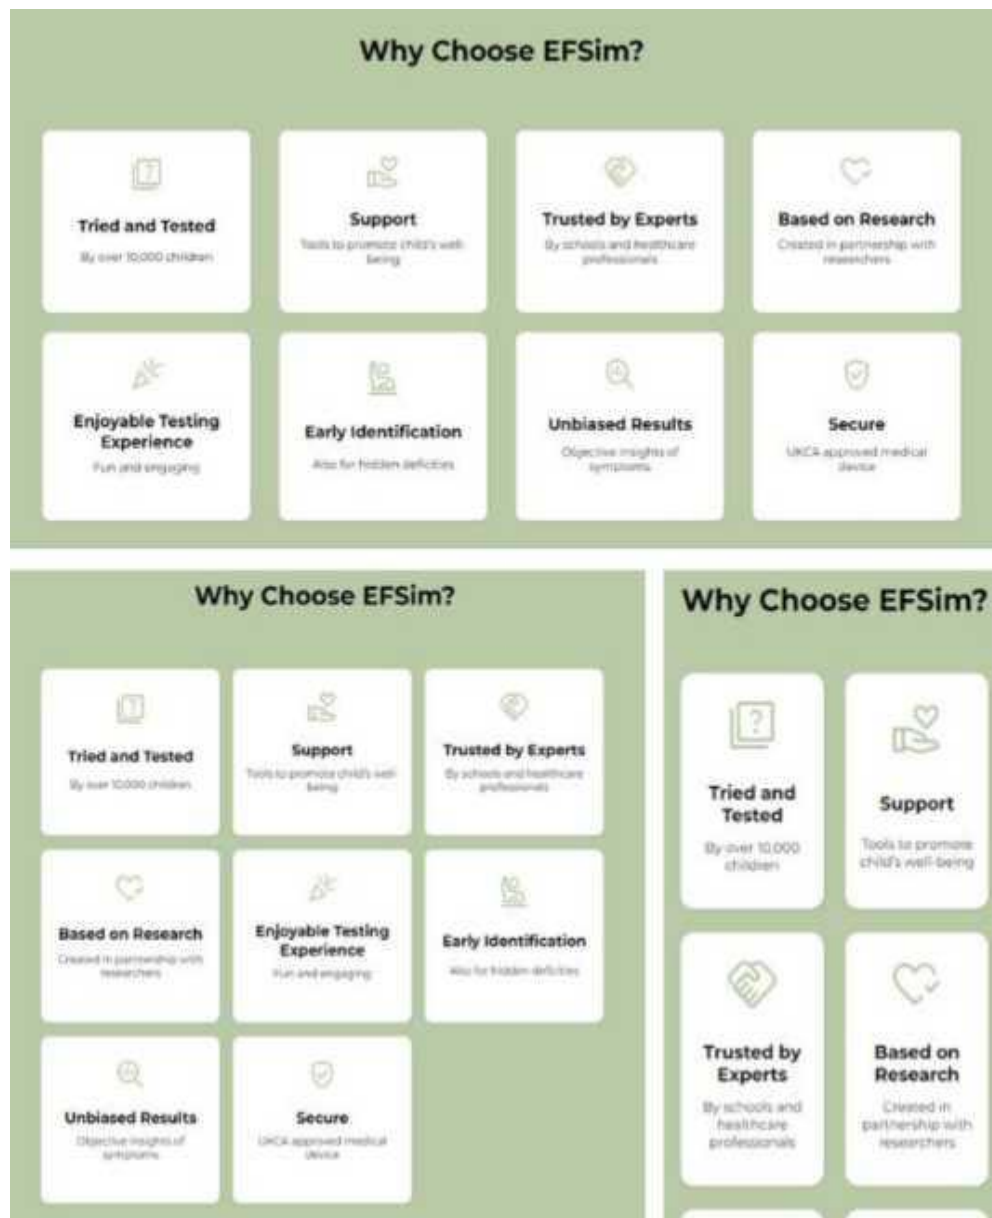 Why Choose EFSim?
Tried and Tested
By over 10,000 children
Support
Tools to promote child's well-
being
Trusted by Experts
By schools and healthcare
professionals
Based on Research
Created in partnership with
researchers
Enjoyable Testing
Experience
Fun and engaging
Early Identification
Also for hidden deficities
Unbiased Results
Objective insights of
symptoms
Secure
UKCA approved medical
device
Why Choose EFSim?
Tried and Tested
By over 10,000 children
Support
Tools to promote child's well-
being
Trusted by Experts
By schools and healthcare
professionals
Based on Research
Created in partnership with
researchers
Enjoyable Testing
Experience
Fun and engaging
Early Identification
Also for hidden deficities
Unbiased Results
Objective insights of
symptoms
Secure
UKCA approved medical
device
Why Choose EFSim?
Tried and
Tested
By over 10,000
children
Support
Tools to promote
child's well-being
Trusted by
Experts
By schools and
healthcare
professionals
Based on
Research
Created in
partnership with
researchers